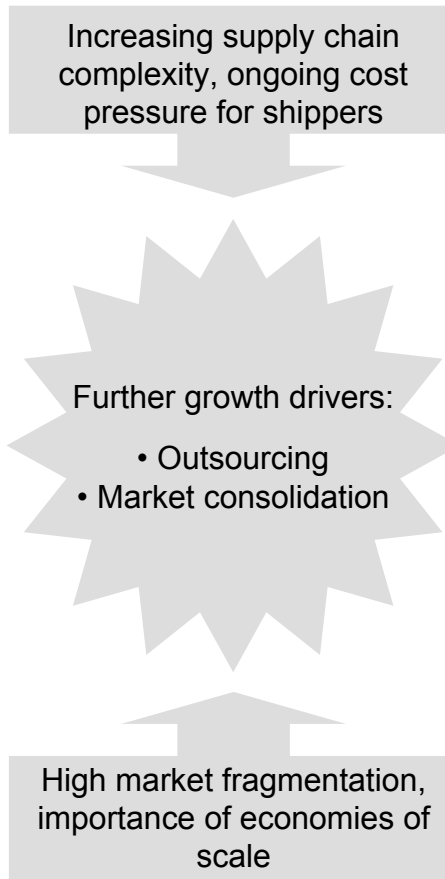 Increasing supply chain
complexity, ongoing cost
pressure for shippers
Further growth drivers:
• Outsourcing
• Market consolidation
High market fragmentation,
importance of economies of
scale